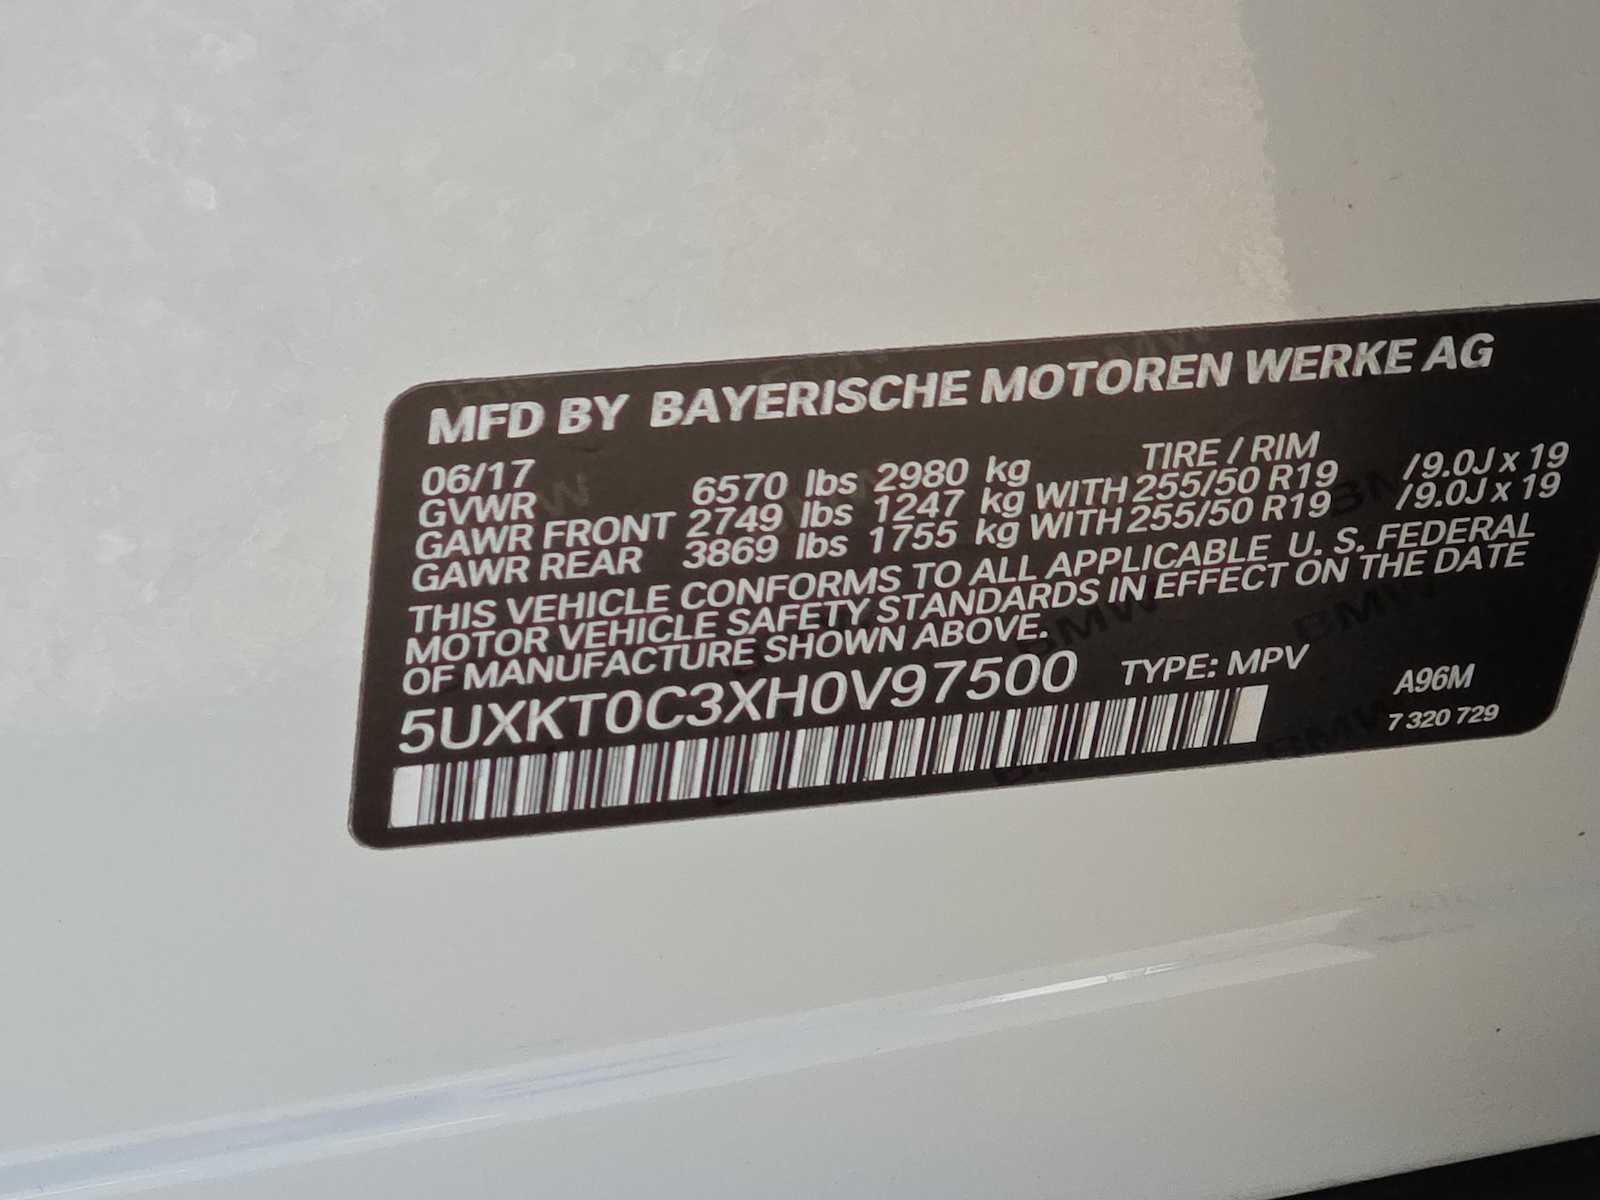 MFD BY BAYERISCHE MOTOREN WERKE AG
06/17 TIRE / RIM
GVWR 6570 lbs 2980 kg
GAWR FRONT 2749 lbs 1247 kg WITH 255/50 R19 /9.0J x 19
GAWR REAR 3869 lbs 1755 kg WITH 255/50 R19 /9.0J x 19
THIS VEHICLE CONFORMS TO ALL APPLICABLE U. S. FEDERAL
MOTOR VEHICLE SAFETY STANDARDS IN EFFECT ON THE DATE
OF MANUFACTURE SHOWN ABOVE.
5UXKT0C3XH0V97500 TYPE: MPV A96M
7 320 729